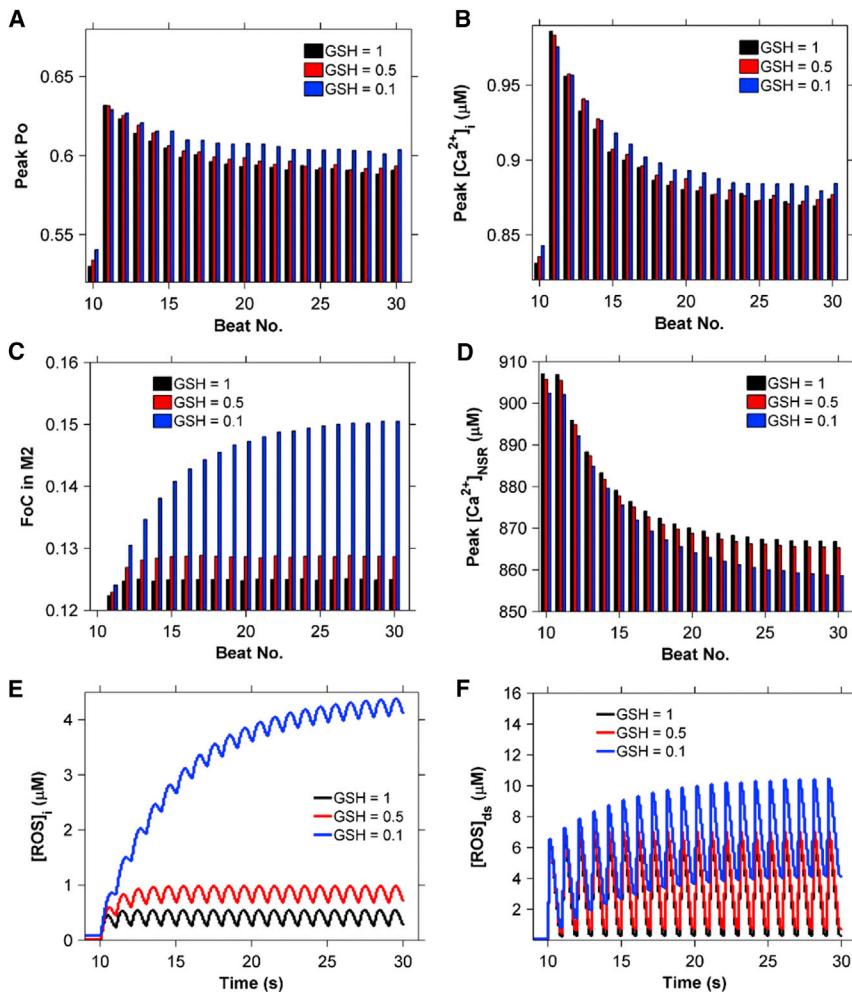 A
Peak Po
0.65
0.6
0.55
GSH = 1
GSH = 0.5
GSH = 0.1
10 15 20 25 30
Beat No.
B
Peak [Ca²⁺]ᵢ (μM)
0.95
0.9
0.85
GSH = 1
GSH = 0.5
GSH = 0.1
10 15 20 25 30
Beat No.
C
FoC in M2
0.16
0.15
0.14
0.13
0.12
GSH = 1
GSH = 0.5
GSH = 0.1
10 15 20 25 30
Beat No.
D
Peak [Ca²⁺]NSR (μM)
910
900
890
880
870
860
850
GSH = 1
GSH = 0.5
GSH = 0.1
10 15 20 25 30
Beat No.
E
[ROS]ᵢ (μM)
4
3
2
1
0
GSH = 1
GSH = 0.5
GSH = 0.1
10 15 20 25 30
Time (s)
F
[ROS]ds (μM)
16
14
12
10
8
6
4
2
GSH = 1
GSH = 0.5
GSH = 0.1
10 15 20 25 30
Time (s)